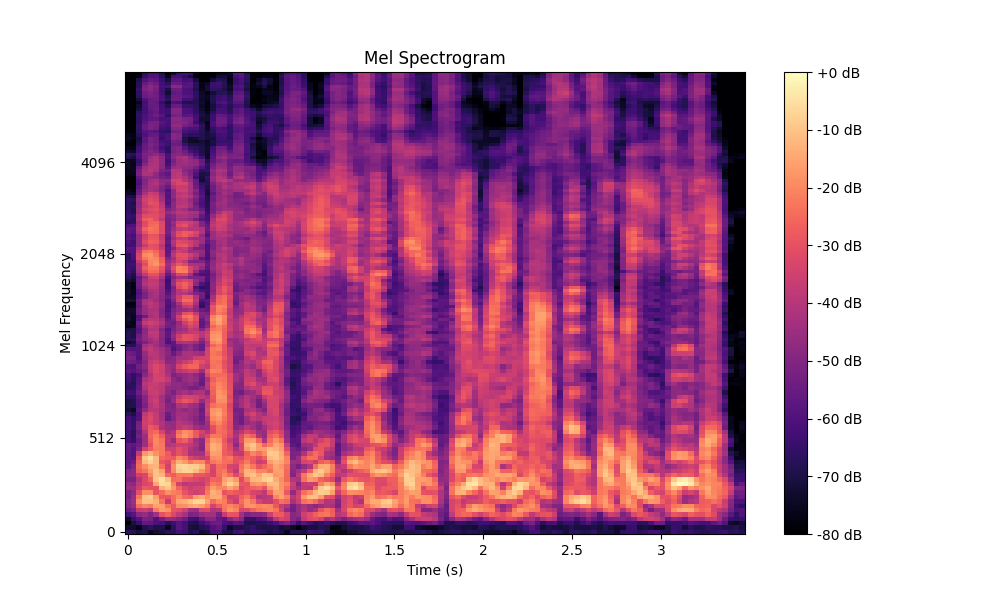 Mel Spectrogram
Mel Frequency
4096
2048
1024
512
0
0
0.5
1
1.5
2
2.5
3
Time (s)
+0 dB
-10 dB
-20 dB
-30 dB
-40 dB
-50 dB
-60 dB
-70 dB
-80 dB